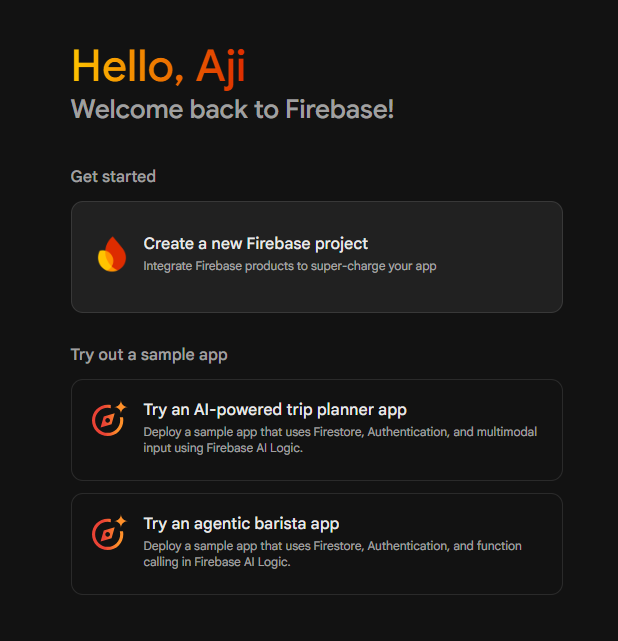 Hello, Aji
Welcome back to Firebase!
Get started
Create a new Firebase project
Integrate Firebase products to super-charge your app
Try out a sample app
Try an AI-powered trip planner app
Deploy a sample app that uses Firestore, Authentication, and multimodal
input using Firebase AI Logic.
Try an agentic barista app
Deploy a sample app that uses Firestore, Authentication, and function
calling in Firebase AI Logic.